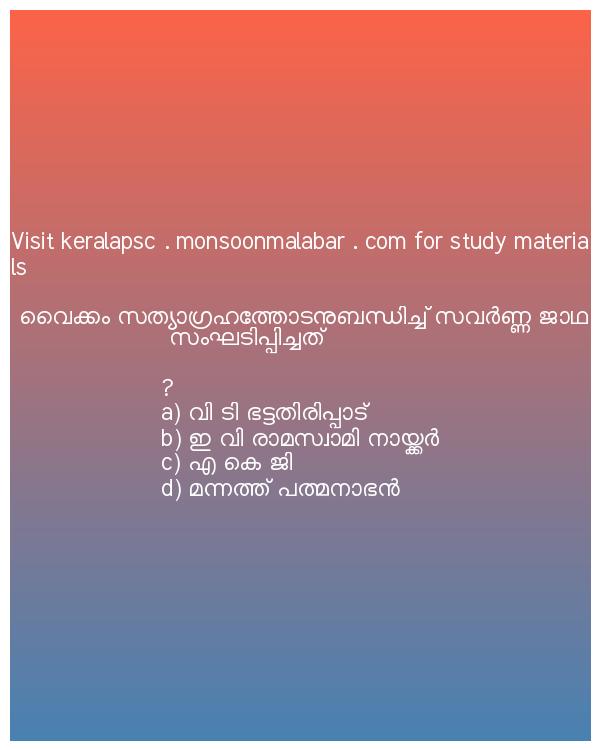 Visit keralapsc . monsoonmalabar . com for study materia
ls
വൈക്കം സത്യാഗ്രഹത്തോടനുബന്ധിച്ച് സവർണ്ണ ജാഥ
സംഘടിപ്പിച്ചത്
?
a) വി ടി ഭട്ടതിരിപ്പാട്
b) ഇ വി രാമസ്വാമി നായ്ക്കർ
c) എ കെ ജി
d) മന്നത്ത് പത്മനാഭൻ